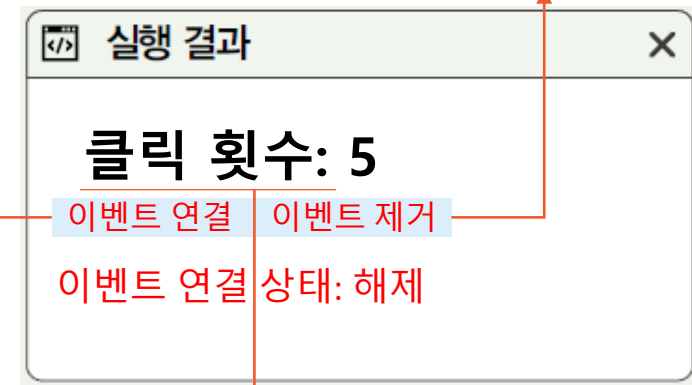 실행 결과
클릭 횟수: 5
이벤트 연결 이벤트 제거
이벤트 연결 상태: 해제